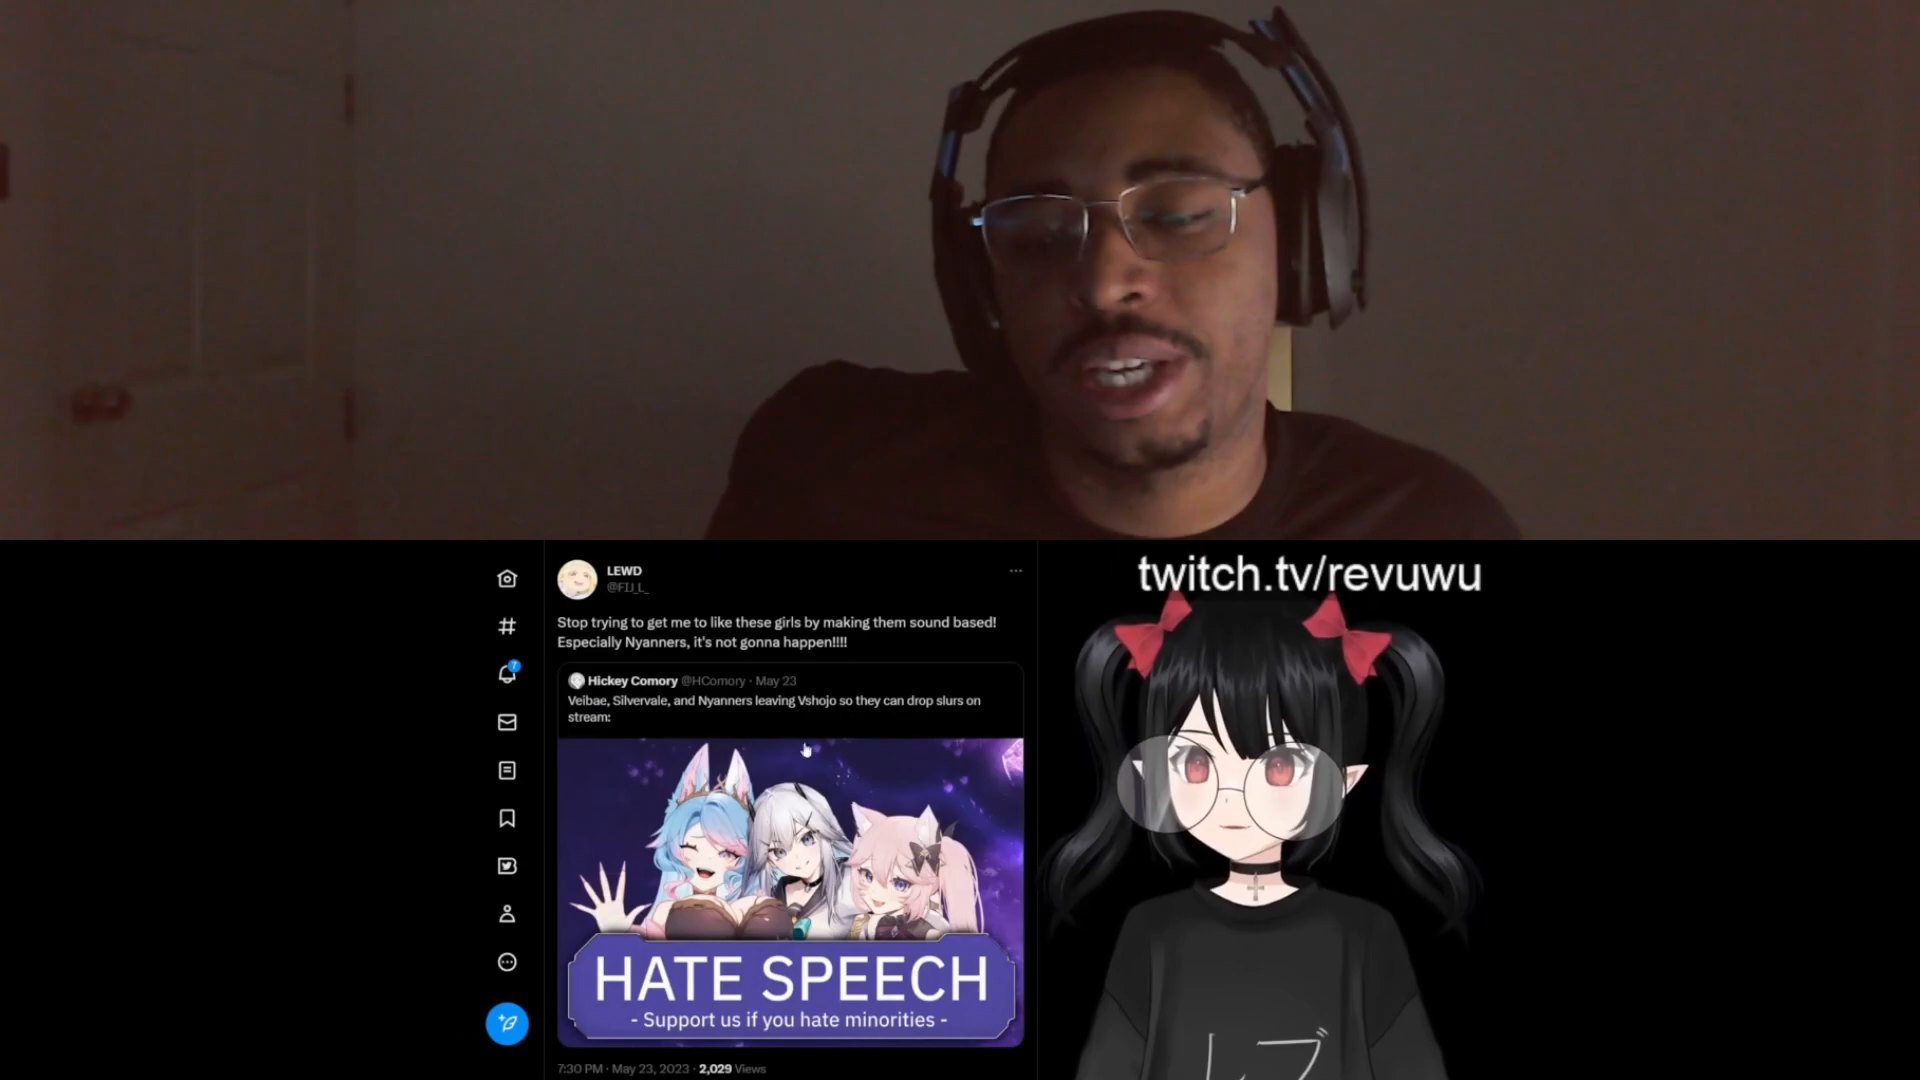 twitch.tv/revuwu
LEWD
@FIJ_L_
Stop trying to get me to like these girls by making them sound based!
Especially Nyanners, it's not gonna happen!!!!
Hickey Comory @HComory · May 23
Veibae, Silvervale, and Nyanners leaving Vshojo so they can drop slurs on
stream:
HATE SPEECH
- Support us if you hate minorities -
7:30 PM · May 23, 2023 · 2,029 Views
7
レブ